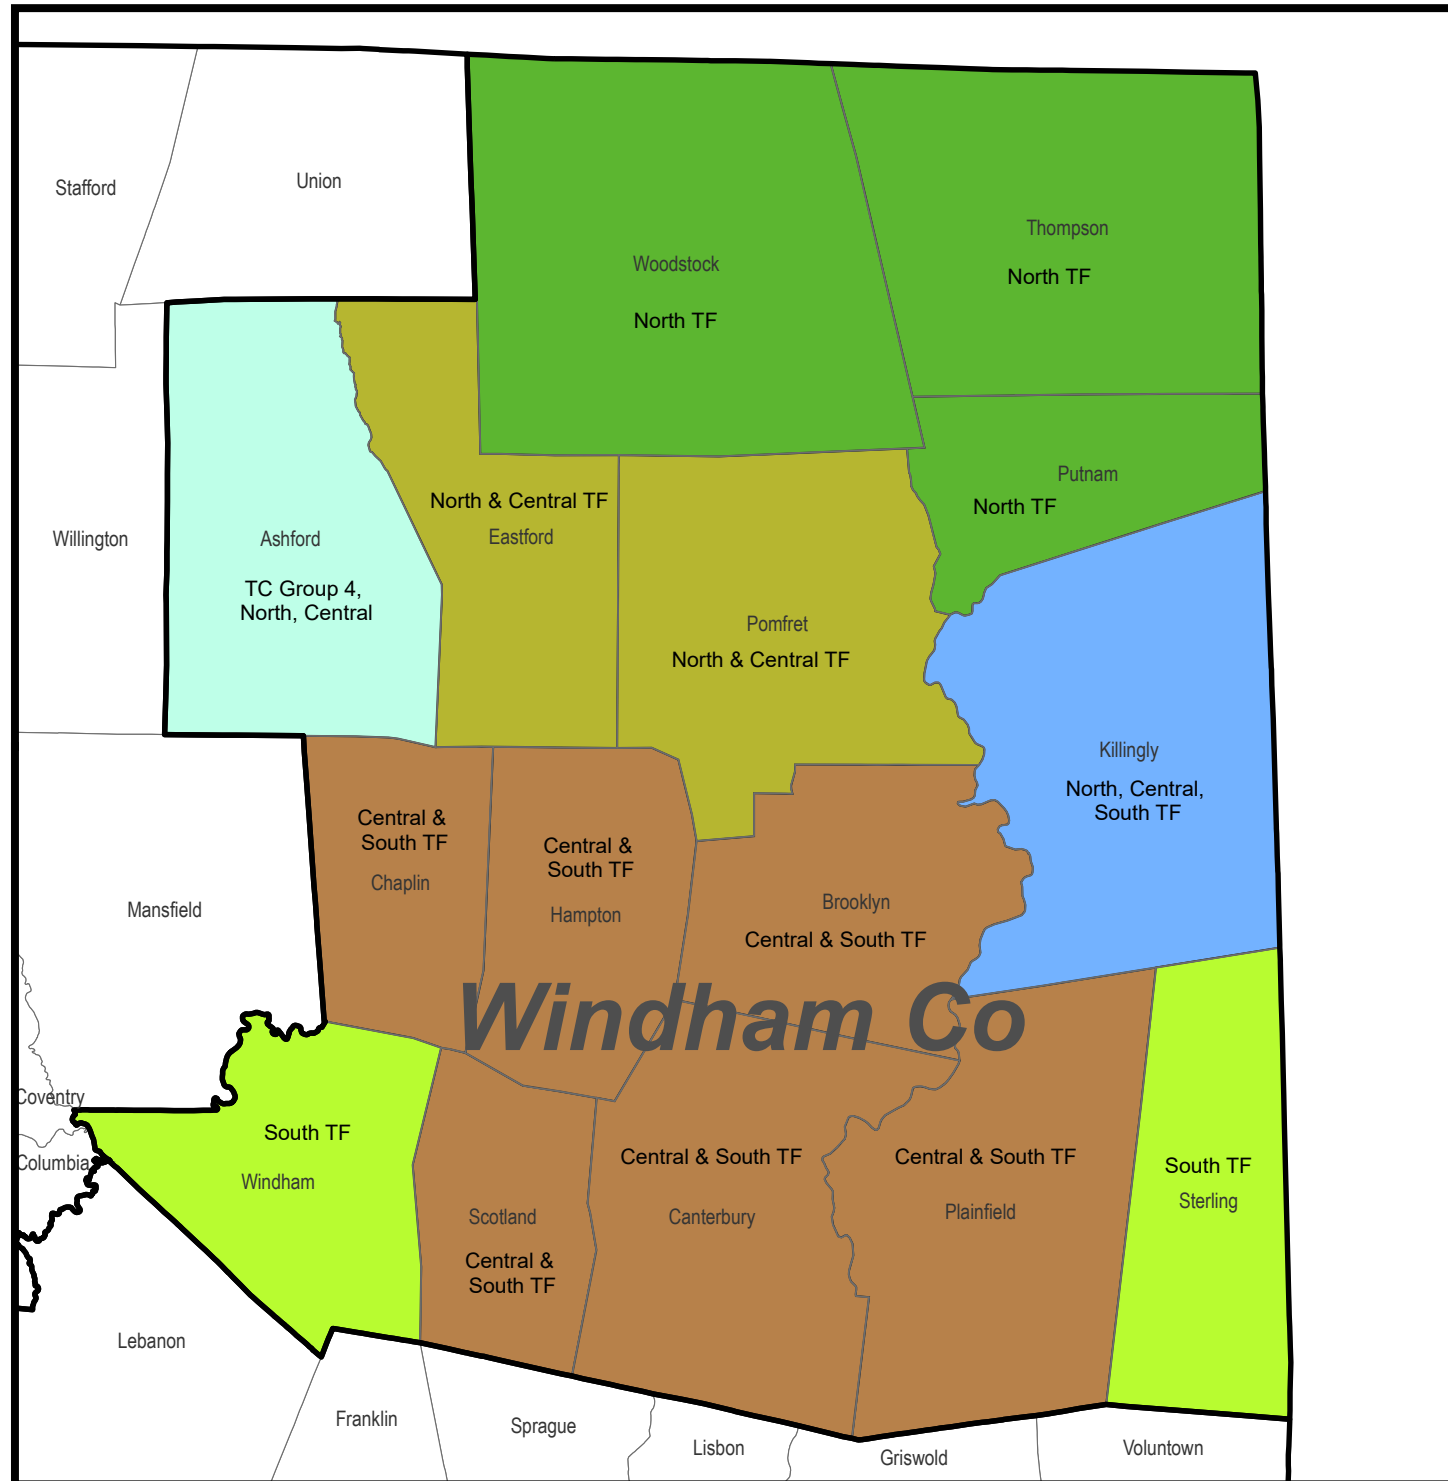 Stafford
Union
Woodstock
North TF
Thompson
North TF
Putnam
North TF
Willington
Ashford
TC Group 4,
North, Central
North & Central TF
Eastford
Pomfret
North & Central TF
Killingly
North, Central,
South TF
Mansfield
Central &
South TF
Chaplin
Central &
South TF
Hampton
Brooklyn
Central & South TF
Windham Co
Coventry
Columbia
South TF
Windham
Scotland
Central &
South TF
Central & South TF
Canterbury
Central & South TF
Plainfield
South TF
Sterling
Lebanon
Franklin
Sprague
Lisbon
Griswold
Voluntown